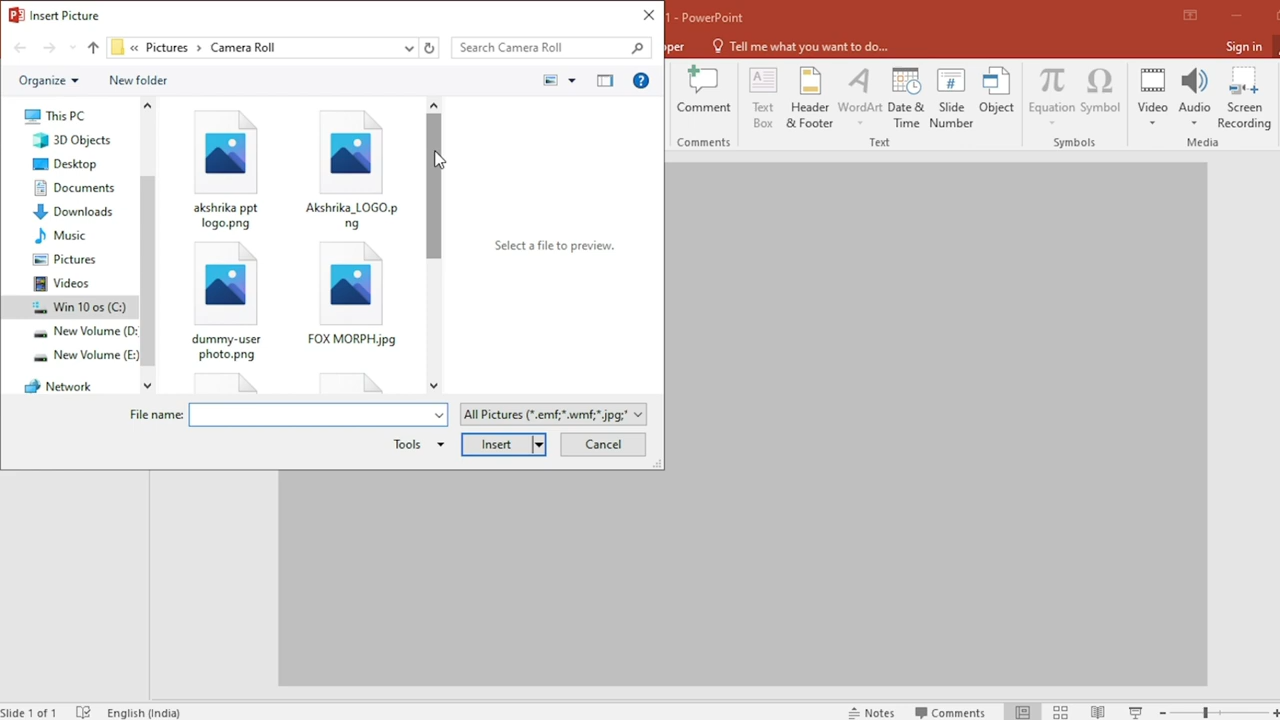 Insert Picture
1 - PowerPoint
« Pictures › Camera Roll
Search Camera Roll
per
Tell me what you want to do...
Sign in
Organize
New folder
This PC
3D Objects
Desktop
Documents
Downloads
Music
Pictures
Videos
Win 10 os (C:)
New Volume (D:
New Volume (E:)
Network
akshrika ppt
logo.png
Akshrika_LOGO.p
ng
dummy-user
photo.png
FOX MORPH.jpg
Select a file to preview.
File name:
All Pictures (*.emf;*.wmf;*.jpg;*
Tools
Insert
Cancel
Comment
Comments
Text
Box
Header
& Footer
WordArt
Date &
Time
Slide
Number
Object
Text
Equation
Symbol
Symbols
Video
Audio
Screen
Recording
Media
Slide 1 of 1
English (India)
Notes
Comments